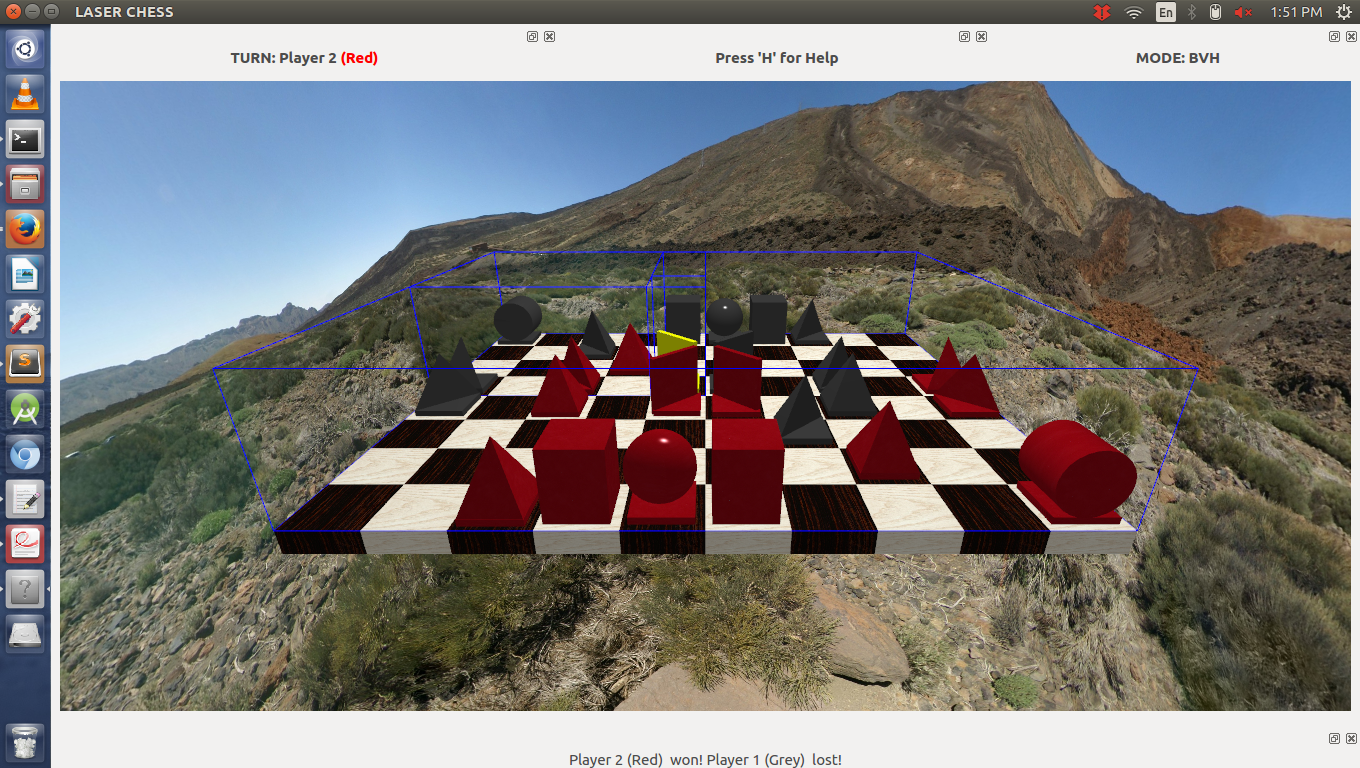 LASER CHESS
En
1:51 PM
TURN: Player 2 (Red)
Press 'H' for Help
MODE: BVH
Player 2 (Red) won! Player 1 (Grey) lost!